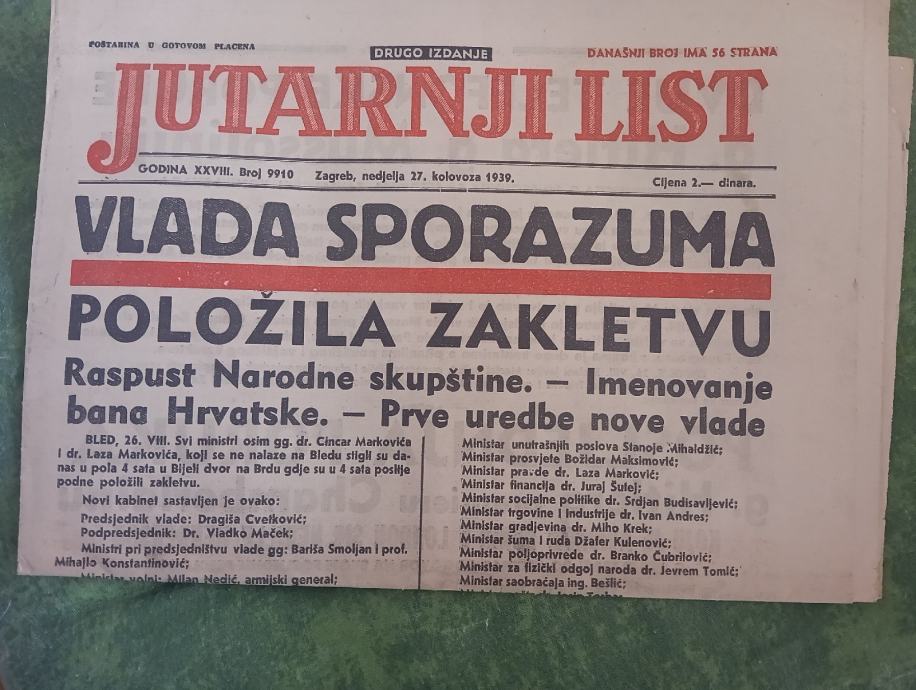 POŠTARINA U GOTOVOM PLAĆENA
DRUGO IZDANJE
DANAŠNJI BROJ IMA 56 STRANA
JUTARNJI LIST
GODINA XXVIII. Broj 9910 Zagreb, nedjelja 27. kolovoza 1939. Cijena 2.— dinara.
VLADA SPORAZUMA
POLOŽILA ZAKLETVU
Raspust Narodne skupštine. — Imenovanje
bana Hrvatske. — Prve uredbe nove vlade
BLED, 26. VIII. Svi ministri osim gg. dr. Cincar Markovića
i dr. Laza Markovića, koji se ne nalaze na Bledu stigli su da-
nas u pola 4 sata u Bijeli dvor na Brdu gdje su u 4 sata poslije
podne položili zakletvu.
Novi kabinet sastavljen je ovako:
Predsjednik vlade: Dragiša Cvetković;
Podpredsjednik: Dr. Vladko Maček;
Ministri pri predsjedništvu vlade gg: Bariša Smoljan i prof.
Mihajlo Konstantinović;
Ministar vojni: Milan Nedić, armijski general;
Ministar unutrašnjih poslova Stanoje Mihaldžić;
Ministar prosvjete Božidar Maksimović;
Ministar pravde dr. Laza Marković;
Ministar financija dr. Juraj Šutej;
Ministar socijalne politike dr. Srdjan Budisavljević;
Ministar trgovine i industrije dr. Ivan Andres;
Ministar gradjevina dr. Miho Krek;
Ministar šuma i ruda Džafer Kulenović;
Ministar poljoprivrede dr. Branko Čubrilović;
Ministar za fizički odgoj naroda dr. Jevrem Tomić;
Ministar saobraćaja ing. Bešlić;